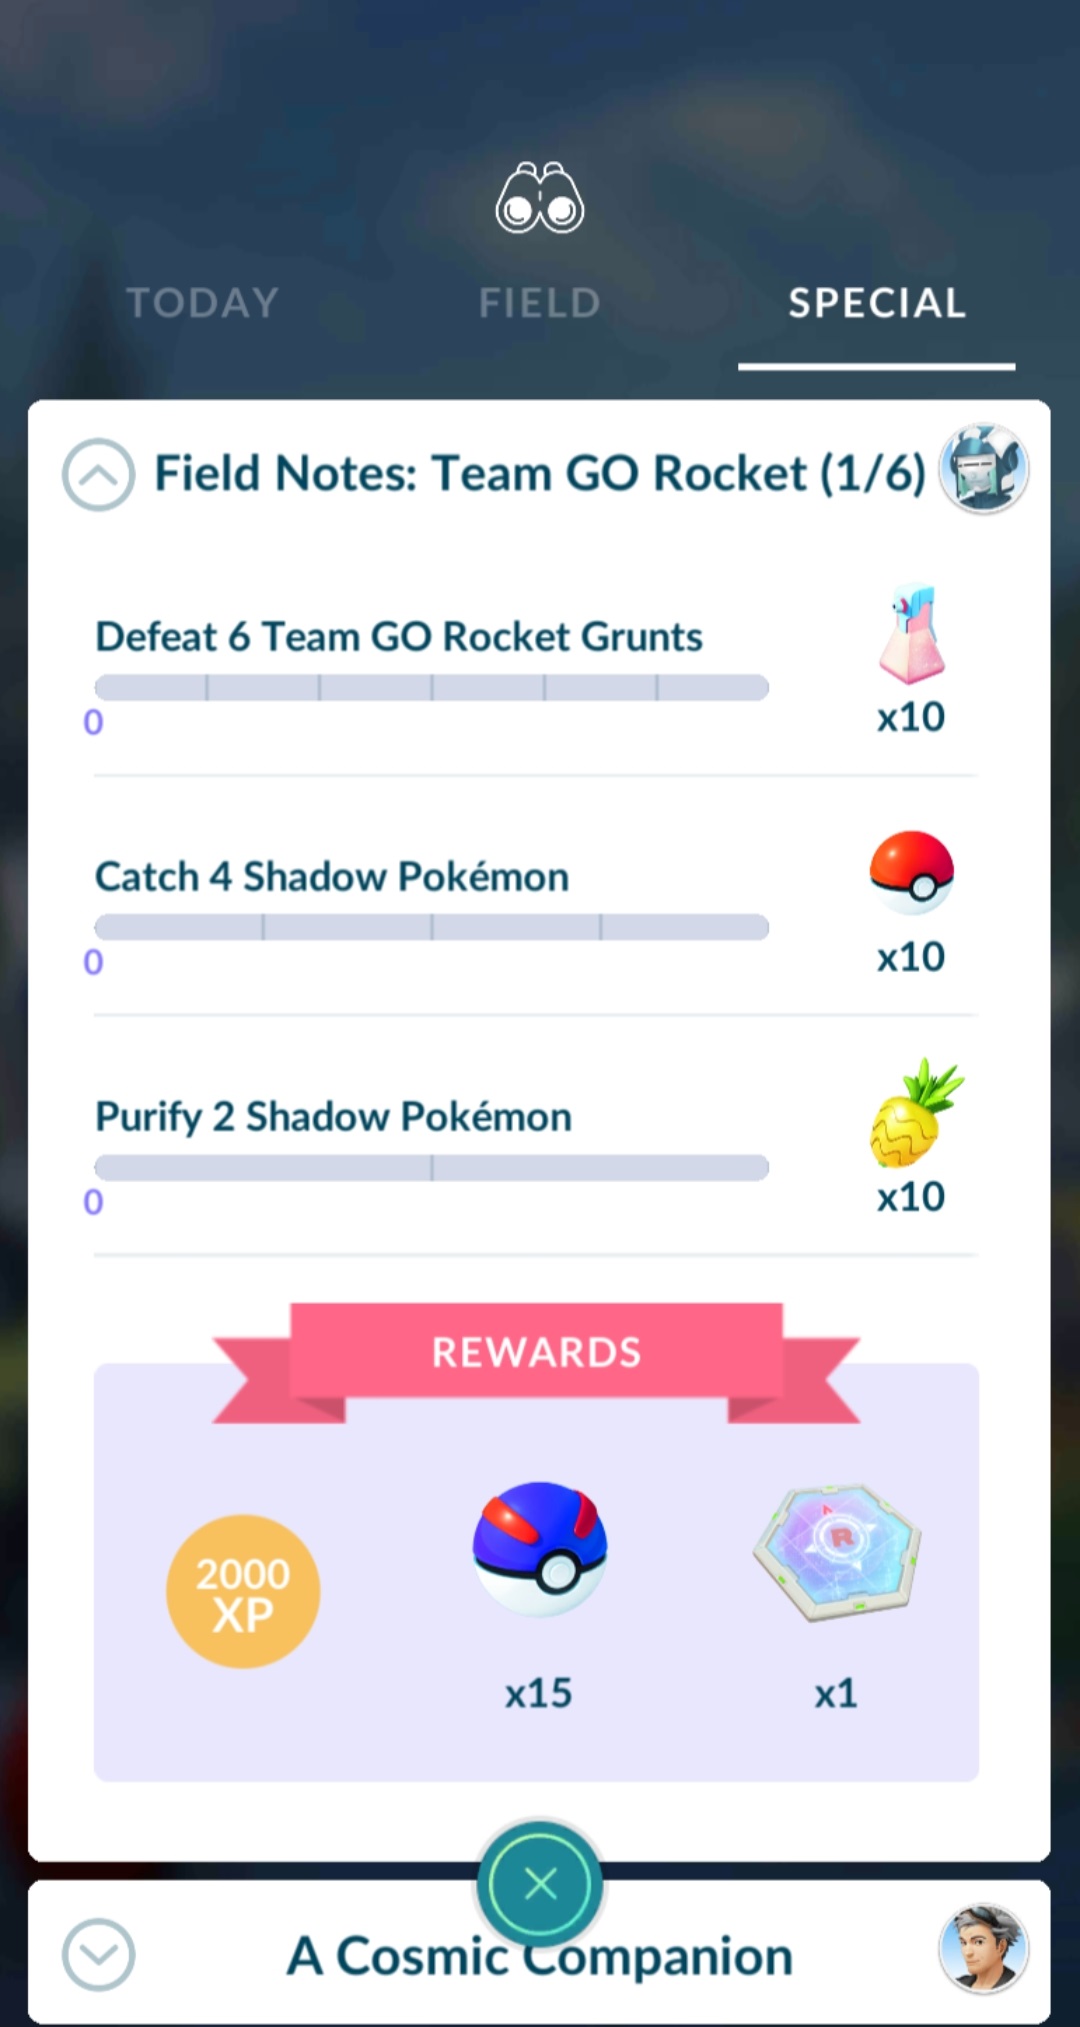 TODAY
FIELD
SPECIAL
Field Notes: Team GO Rocket (1/6)
Defeat 6 Team GO Rocket Grunts
0
x10
Catch 4 Shadow Pokémon
0
x10
Purify 2 Shadow Pokémon
0
x10
REWARDS
2000
XP
R
x15
x1
A Cosmic Companion